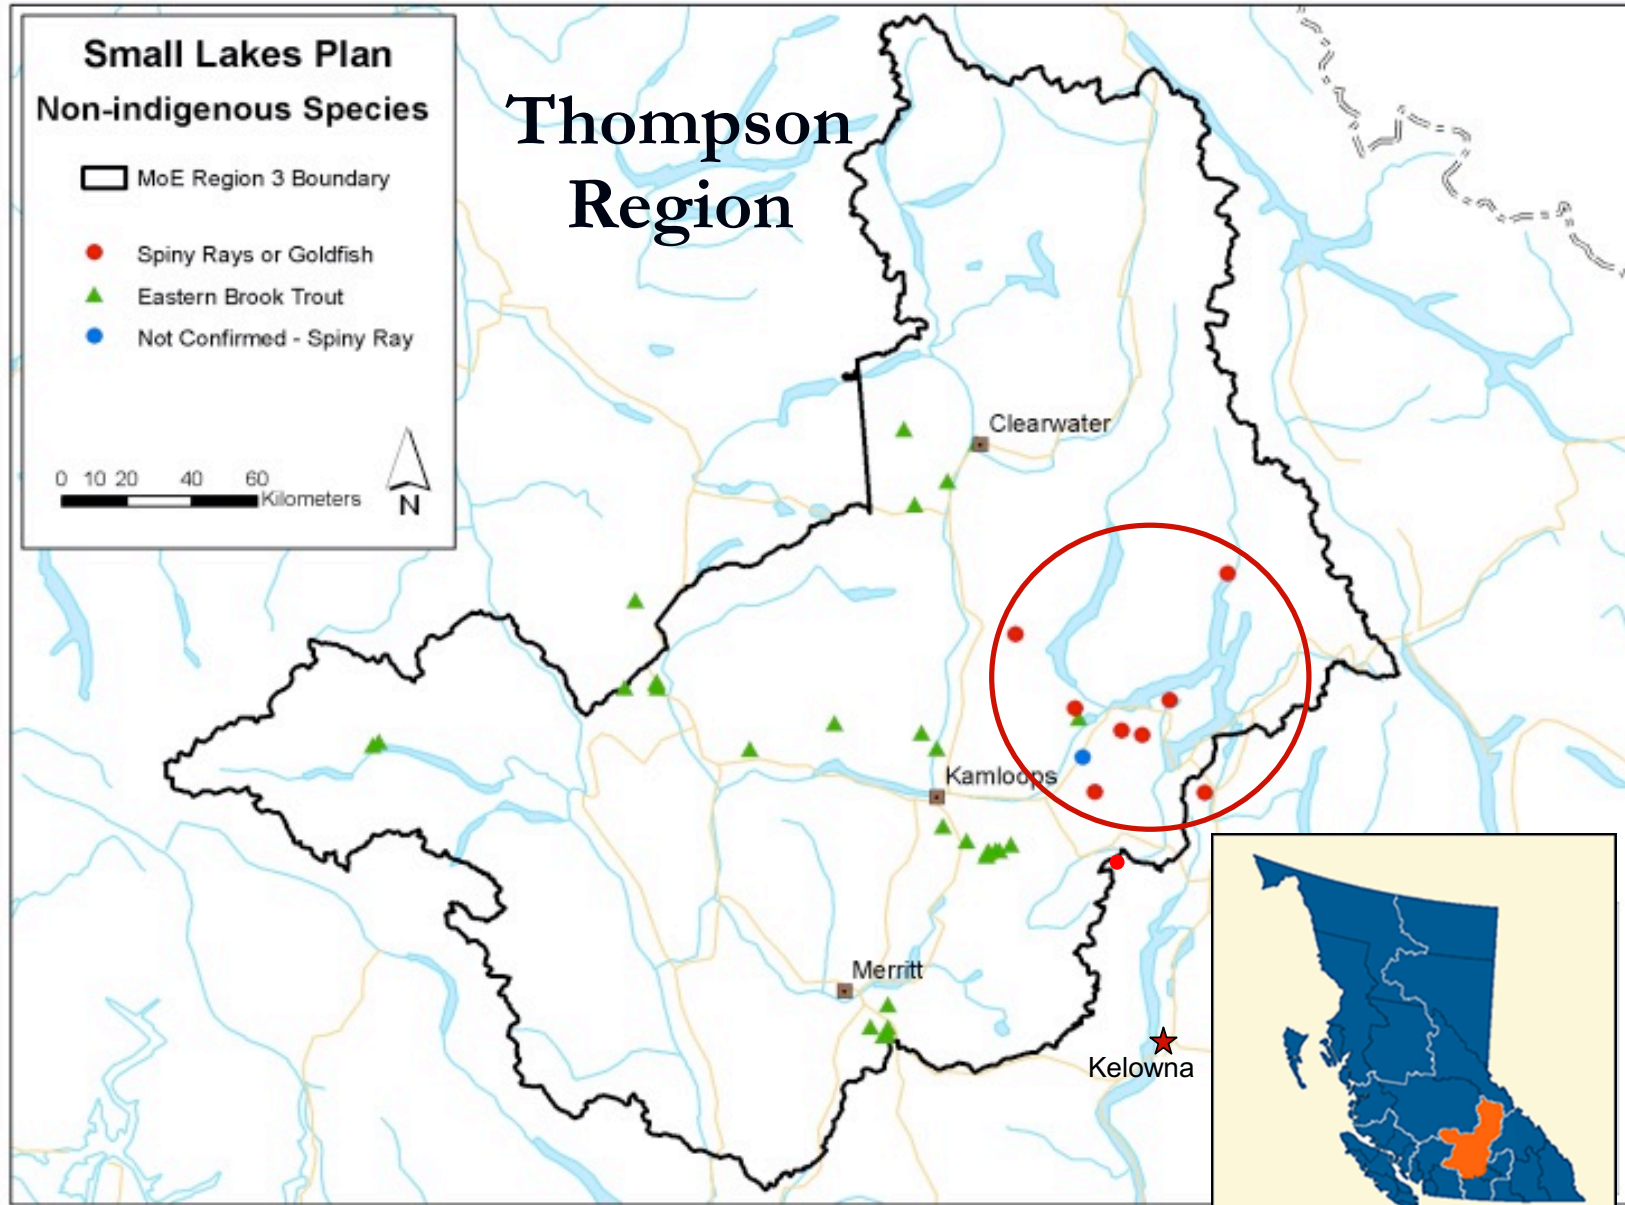 Small Lakes Plan
Non-indigenous Species
MoE Region 3 Boundary
Spiny Rays or Goldfish
Eastern Brook Trout
Not Confirmed - Spiny Ray
0 10 20 40 60
Kilometers
N
Thompson
Region
Clearwater
Kamloops
Merritt
Kelowna